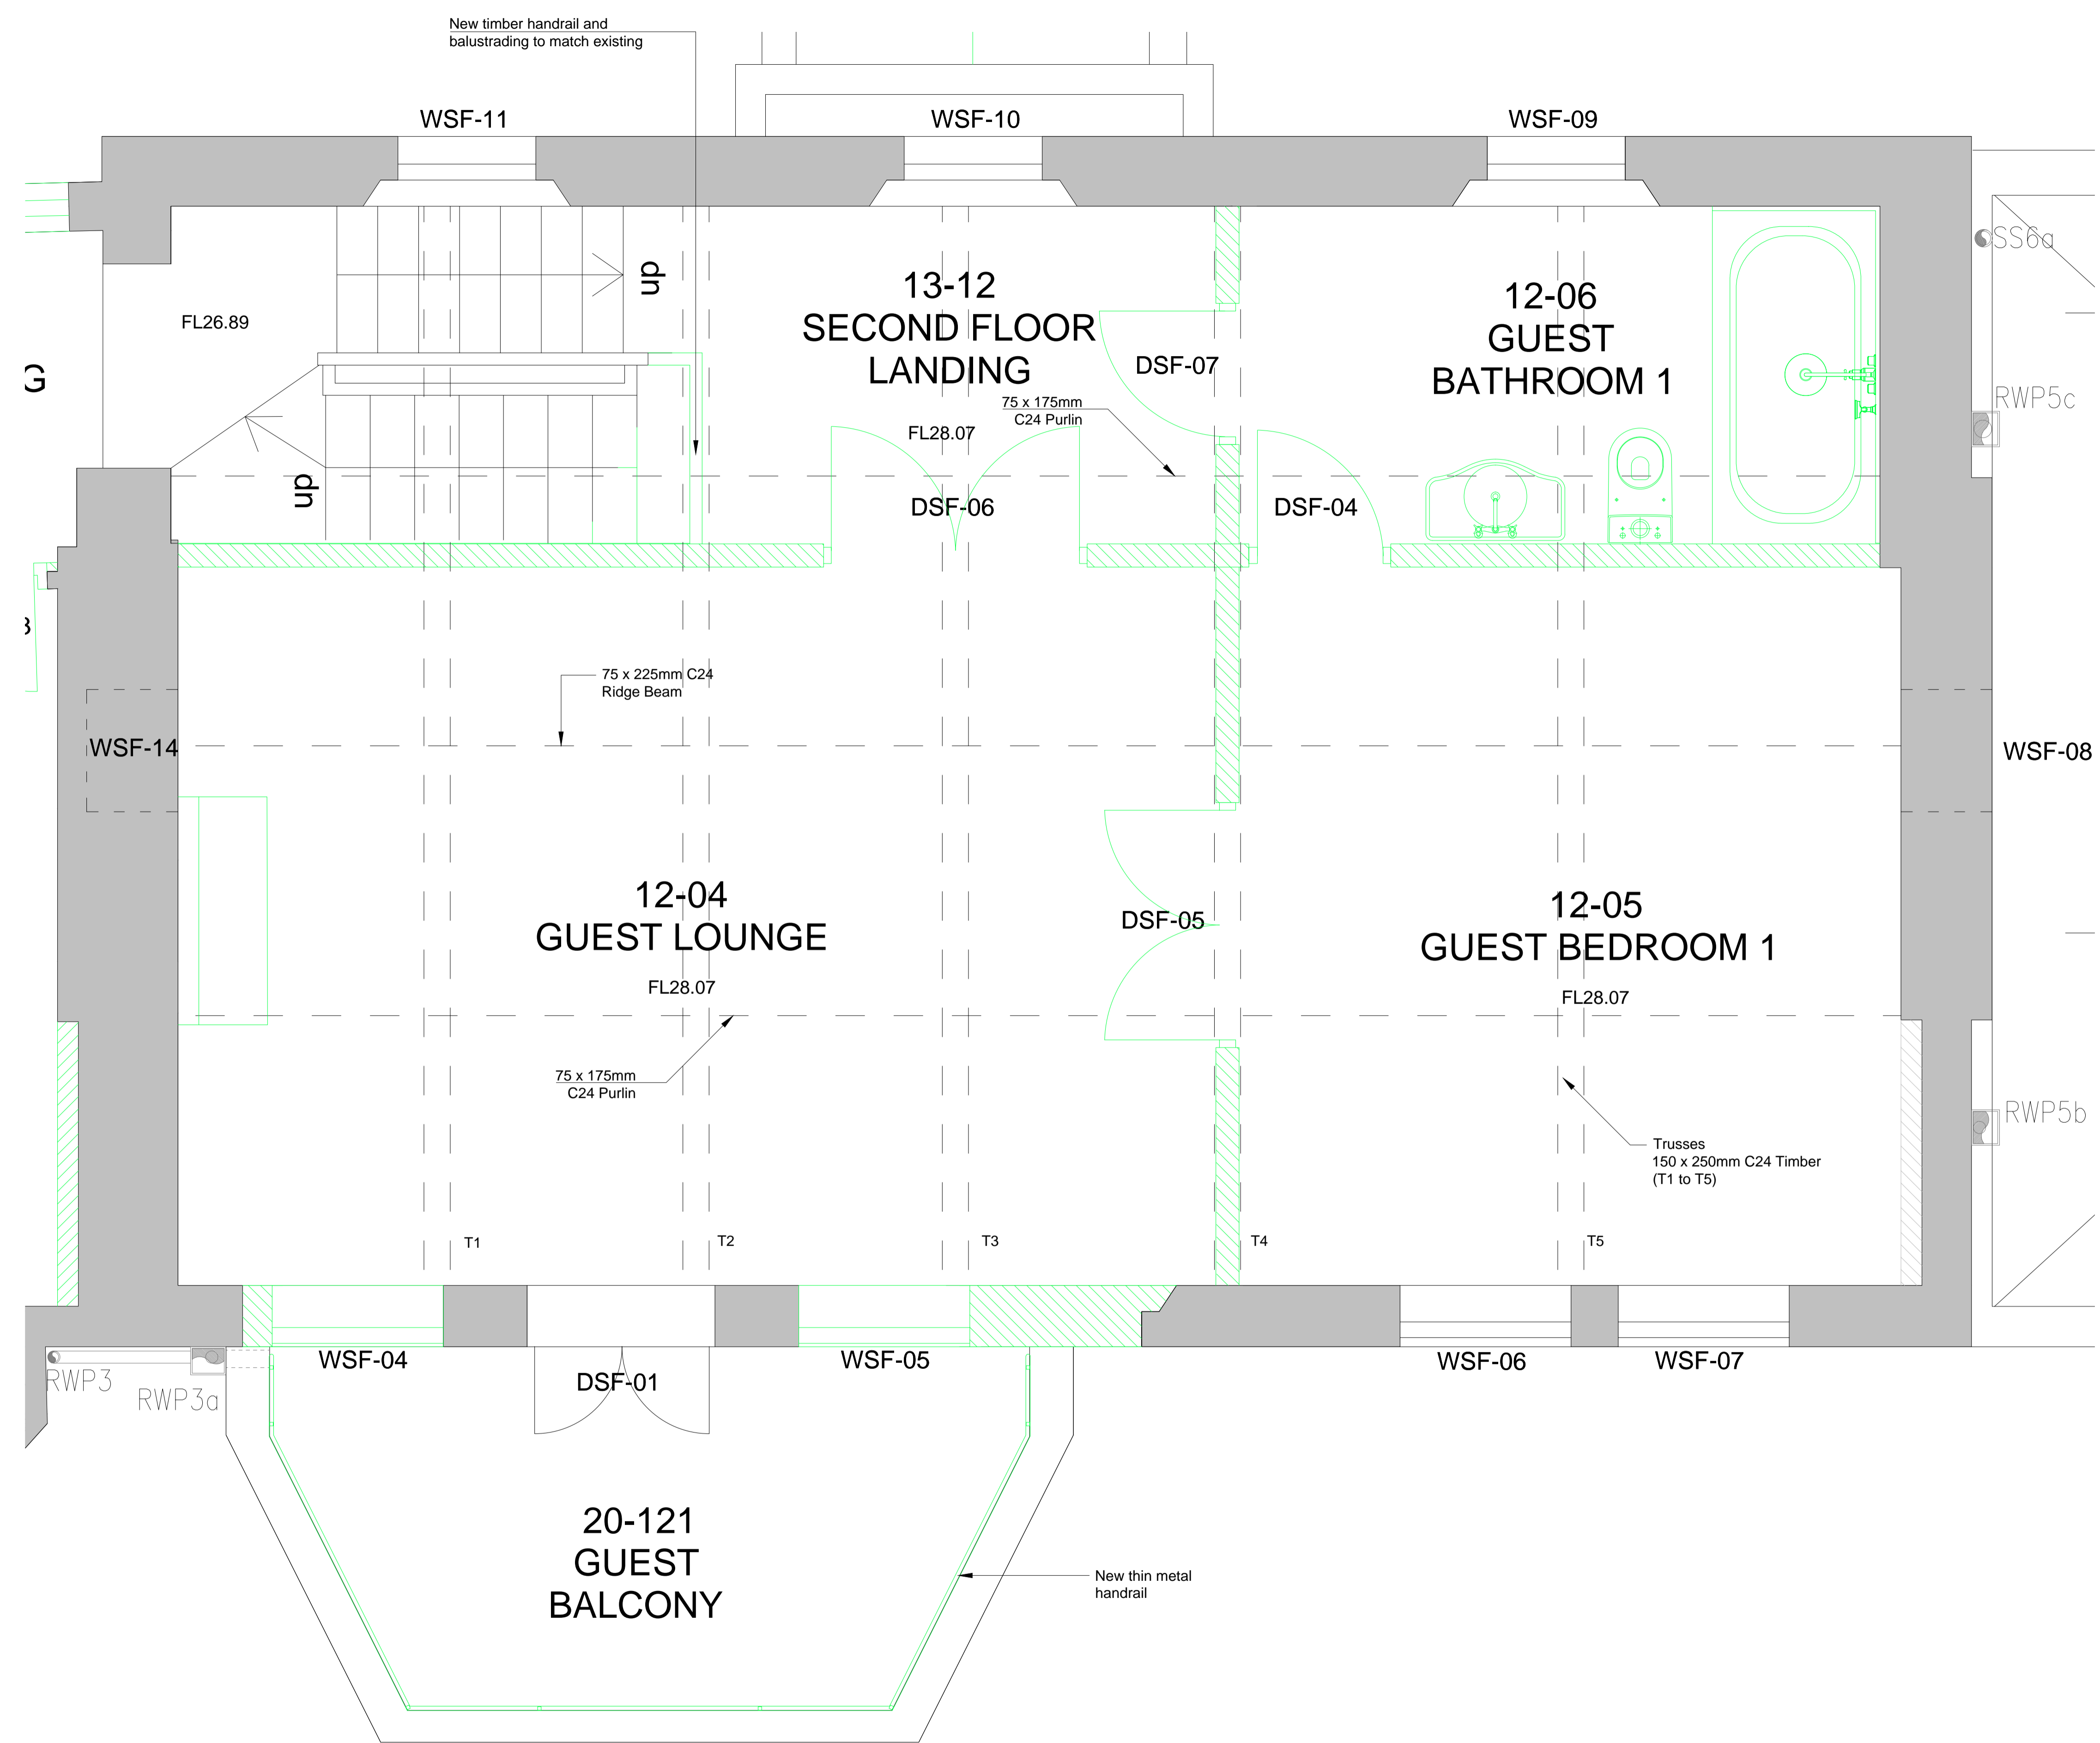 New timber handrail and
balustrading to match existing
WSF-11
WSF-10
WSF-09
SS6a
up
13-12
SECOND FLOOR
LANDING
FL28.07
12-06
GUEST
BATHROOM 1
FL26.89
G
DSF-07
75 x 175mm
C24 Purlin
RWP5c
dn
DSF-06
DSF-04
75 x 225mm C24
Ridge Beam
WSF-14
WSF-08
12-04
GUEST LOUNGE
FL28.07
DSF-05
12-05
GUEST BEDROOM 1
FL28.07
75 x 175mm
C24 Purlin
RWP5b
Trusses
150 x 250mm C24 Timber
(T1 to T5)
T1
T2
T3
T4
T5
WSF-04
DSF-01
WSF-05
WSF-06
WSF-07
RWP3
RWP3a
20-121
GUEST
BALCONY
New thin metal
handrail